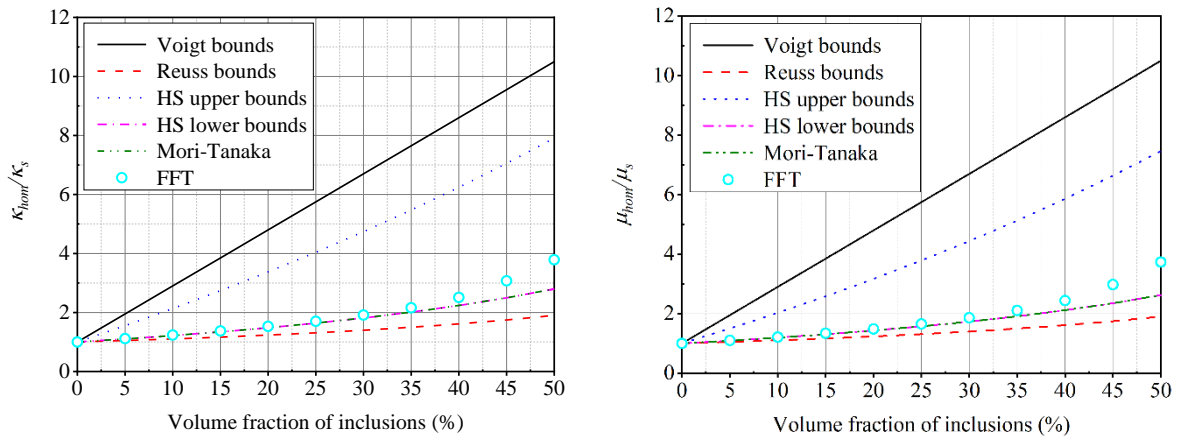 12
10
8
6
4
2
0
κhom/κs
Voigt bounds
Reuss bounds
HS upper bounds
HS lower bounds
Mori-Tanaka
FFT
0 5 10 15 20 25 30 35 40 45 50
Volume fraction of inclusions (%)
12
10
8
6
4
2
0
μhom/μs
Voigt bounds
Reuss bounds
HS upper bounds
HS lower bounds
Mori-Tanaka
FFT
0 5 10 15 20 25 30 35 40 45 50
Volume fraction of inclusions (%)